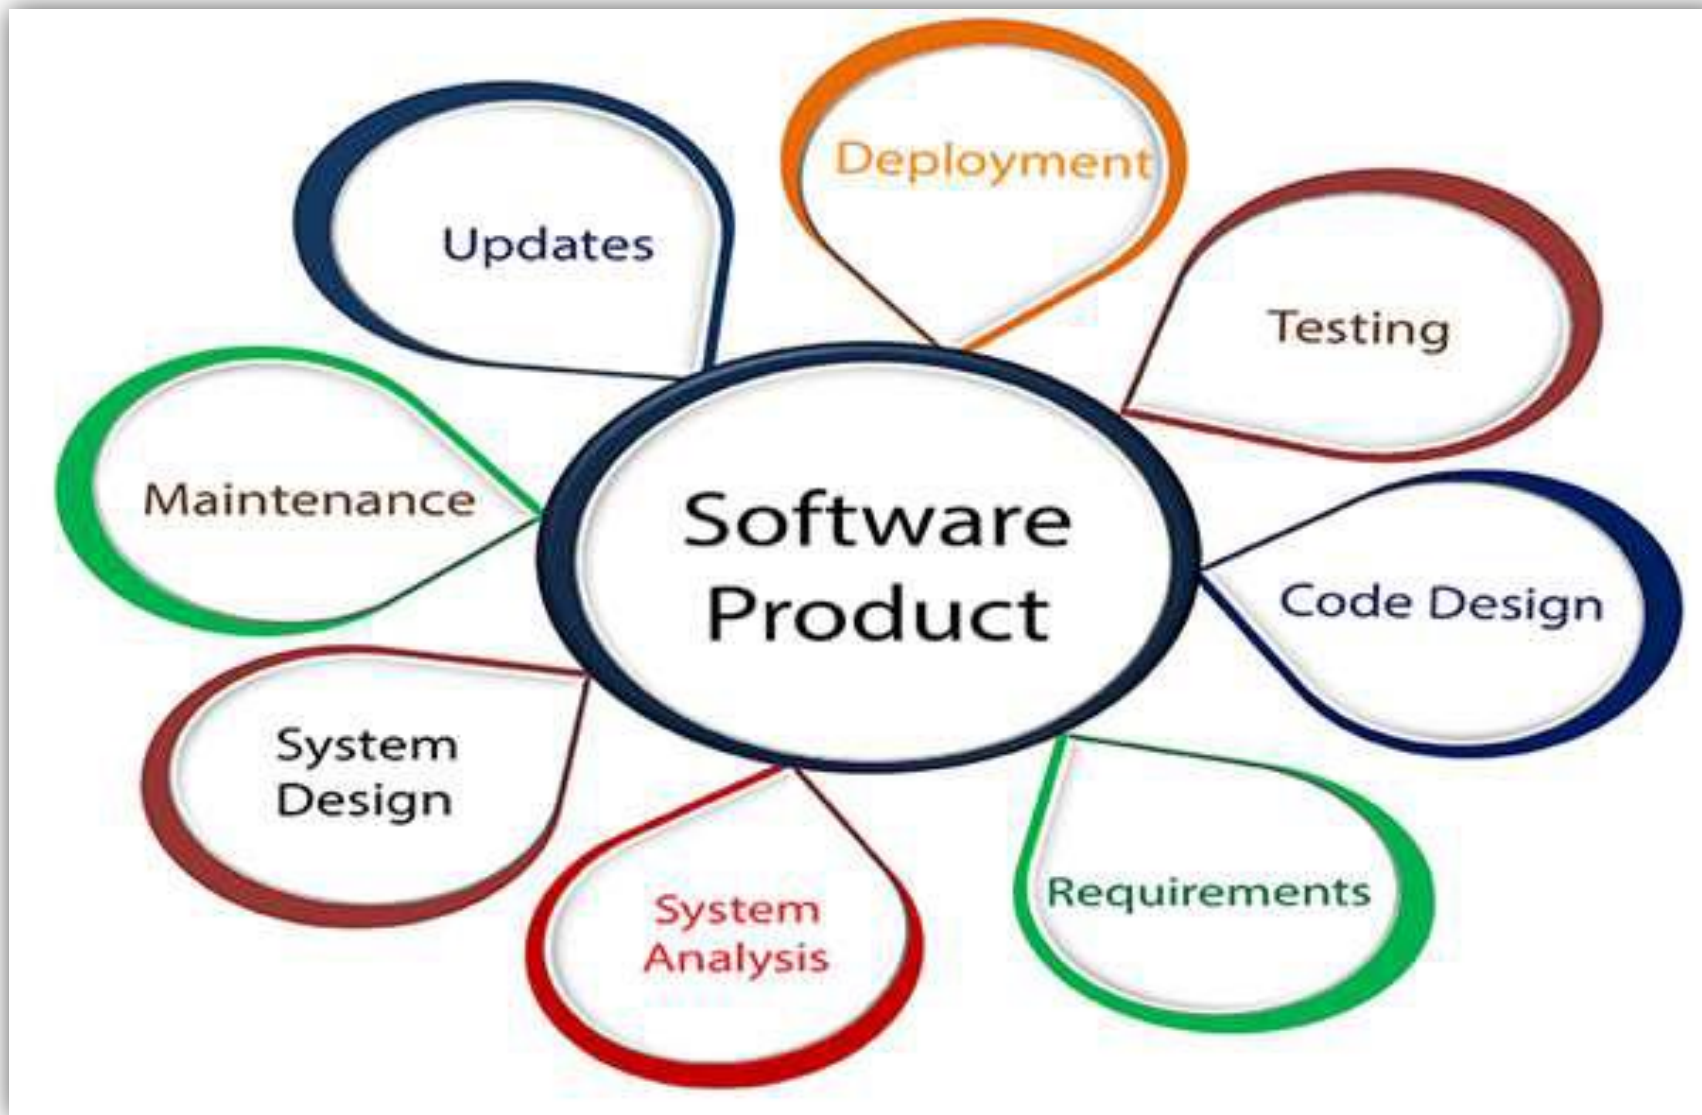 Deployment
Updates
Testing
Maintenance
Software
Product
Code Design
System
Design
Requirements
System
Analysis